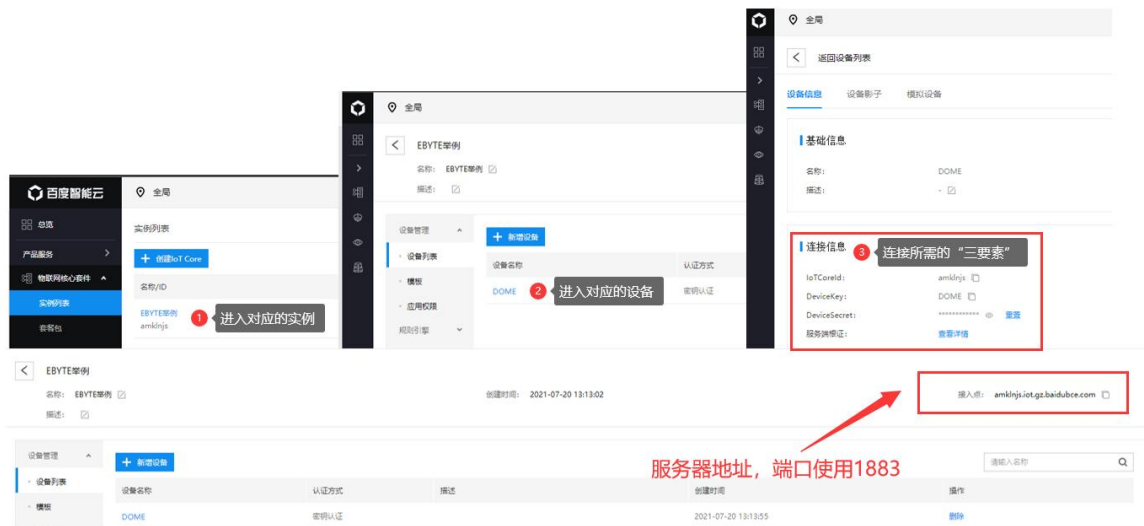 全局
返回设备列表
设备信息 设备影子 模拟设备
基础信息
名称: DOME
描述: -
连接信息 3 连接所需的“三要素”
IoTCoreId: amklnjs
DeviceKey: DOME
DeviceSecret: ************ 重置
服务端根证: 查看详情
全局
EBYTE举例
名称: EBYTE举例
描述:
设备管理
设备列表
模板
应用权限
规则引擎
+ 新增设备
设备名称 认证方式
DOME 2 进入对应的设备 密钥认证
百度智能云 全局
总览
产品服务
物联网核心套件
实例列表
套餐包
实例列表
+ 创建IoT Core
名称/ID
EBYTE举例
amklnjs
1 进入对应的实例
EBYTE举例
名称: EBYTE举例 创建时间: 2021-07-20 13:13:02 接入点: amklnjs.iot.gz.baidubce.com
描述:
服务器地址，端口使用1883
设备管理 + 新增设备 请输入名称
设备列表
模板
设备名称 认证方式 描述 创建时间 操作
DOME 密钥认证 2021-07-20 13:13:55 删除